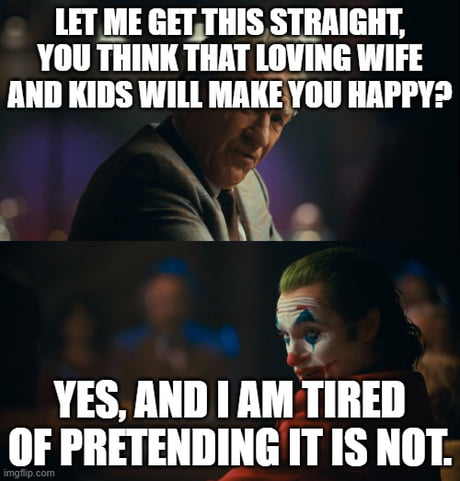 LET ME GET THIS STRAIGHT,
YOU THINK THAT LOVING WIFE
AND KIDS WILL MAKE YOU HAPPY?
YES, AND I AM TIRED
OF PRETENDING IT IS NOT.
imgflip.com